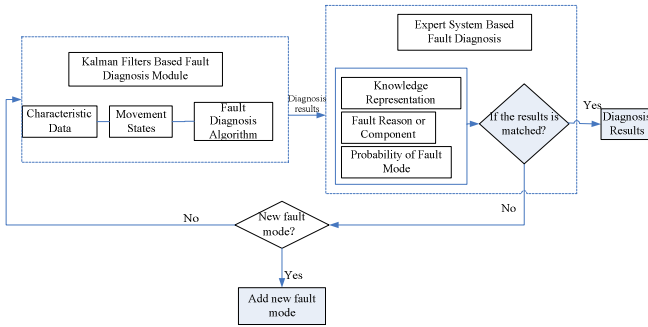 Kalman Filters Based Fault
Diagnosis Module
Characteristic
Data
Movement
States
Fault
Diagnosis
Algorithm
Diagnosis
results
Expert System Based
Fault Diagnosis
Knowledge
Representation
Fault Reason or
Component
Probability of Fault
Mode
If the results is
matched?
Yes
Diagnosis
Results
No
New fault
mode?
No
Yes
Add new fault
mode